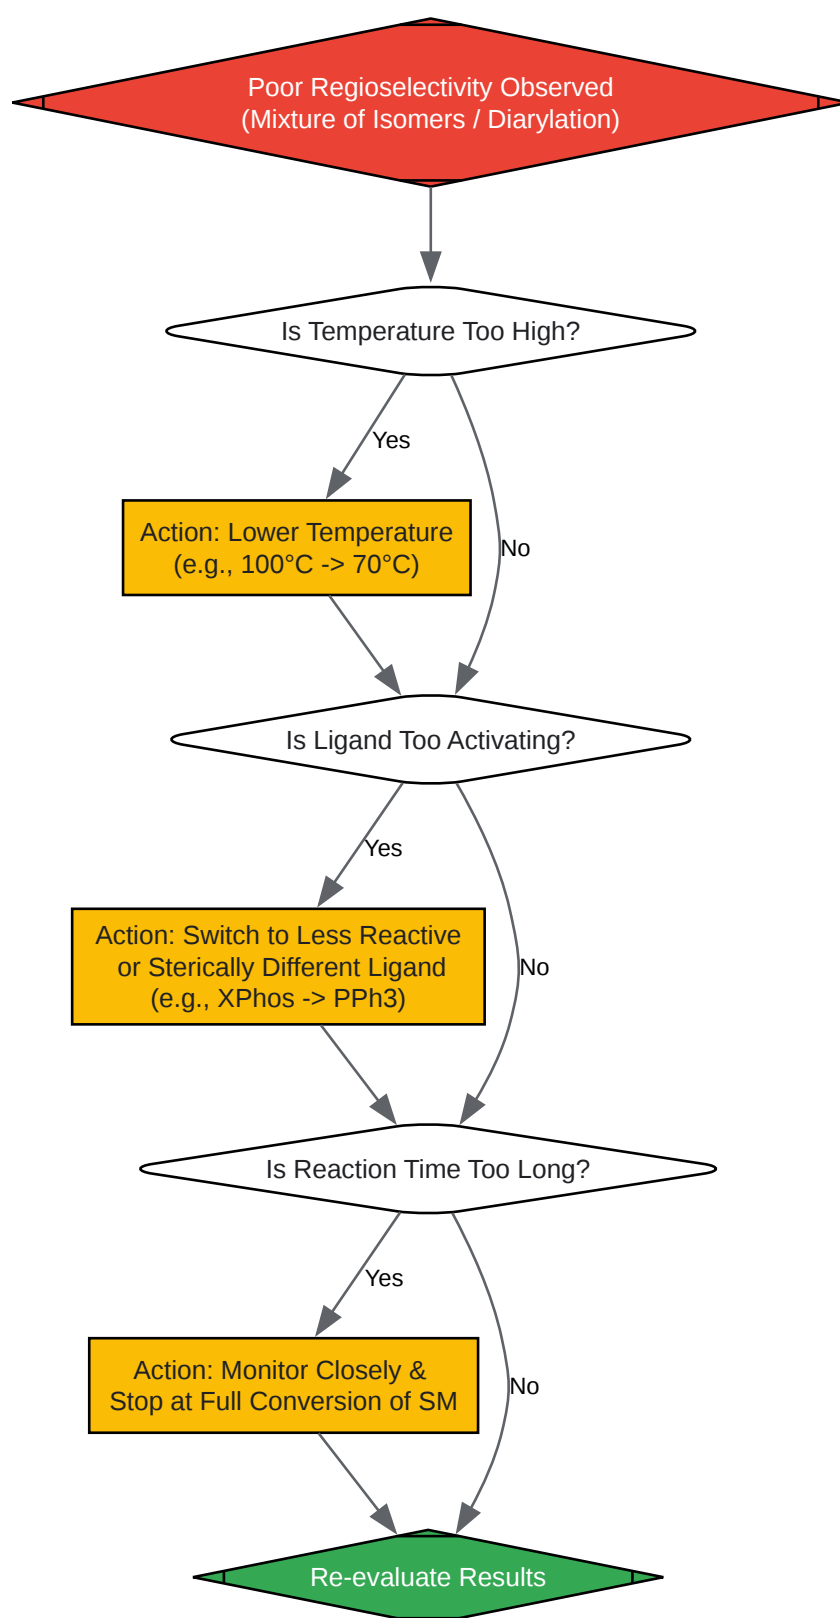 Poor Regioselectivity Observed
(Mixture of Isomers / Diarylation)
Is Temperature Too High?
Yes
Action: Lower Temperature
(e.g., 100°C -> 70°C)
No
Is Ligand Too Activating?
Yes
Action: Switch to Less Reactive
or Sterically Different Ligand
(e.g., XPhos -> PPh3)
No
Is Reaction Time Too Long?
Yes
Action: Monitor Closely &
Stop at Full Conversion of SM
No
Re-evaluate Results